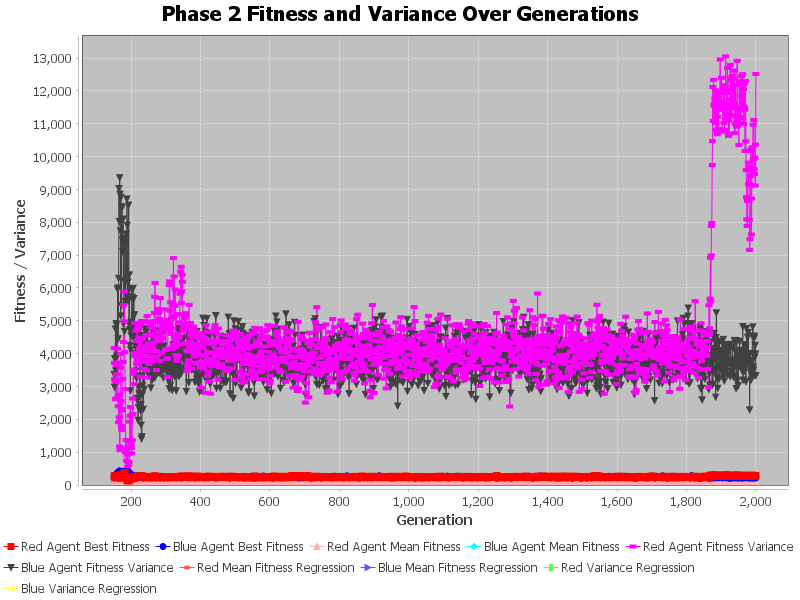 Phase 2 Fitness and Variance Over Generations
13,000
12,000
11,000
10,000
9,000
8,000
7,000
6,000
5,000
4,000
3,000
2,000
1,000
0
Fitness / Variance
200 400 600 800 1,000 1,200 1,400 1,600 1,800 2,000
Generation
Red Agent Best Fitness Blue Agent Best Fitness Red Agent Mean Fitness Blue Agent Mean Fitness Red Agent Fitness Variance
Blue Agent Fitness Variance Red Mean Fitness Regression Blue Mean Fitness Regression Red Variance Regression
Blue Variance Regression